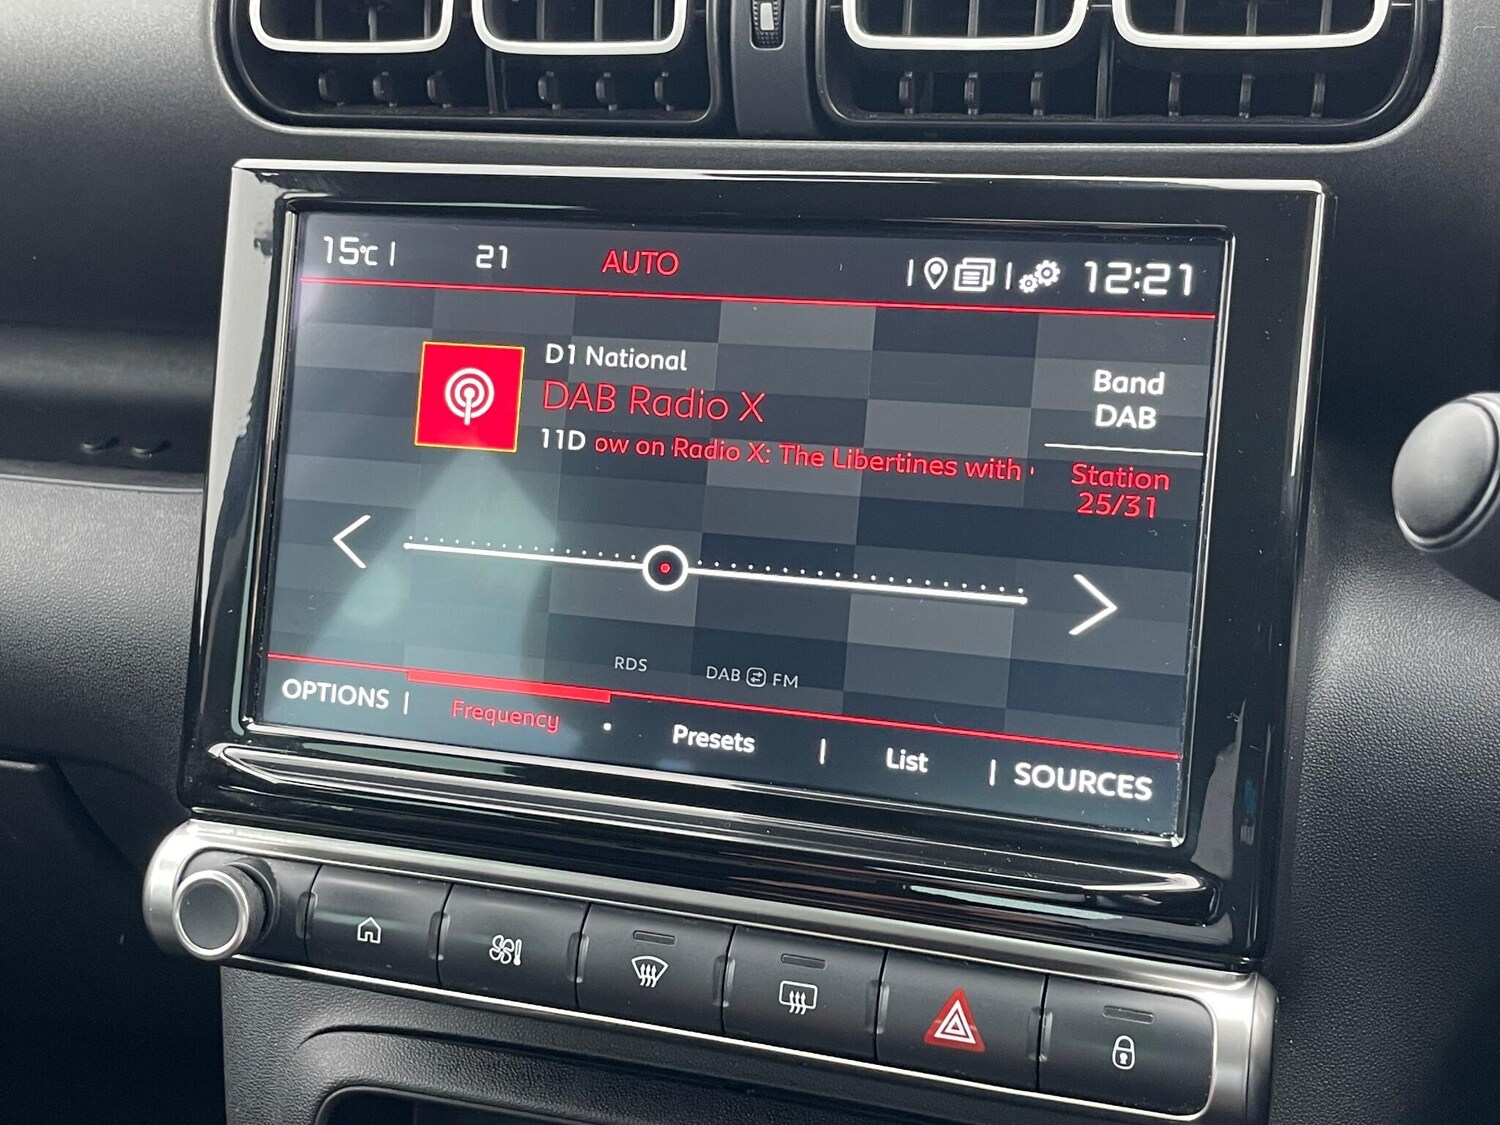 15°C | 21 AUTO 12:21
D1 National
DAB Radio X
11D ow on Radio X: The Libertines with '
Band
DAB
Station
25/31
RDS DAB FM
OPTIONS | Frequency • Presets | List | SOURCES